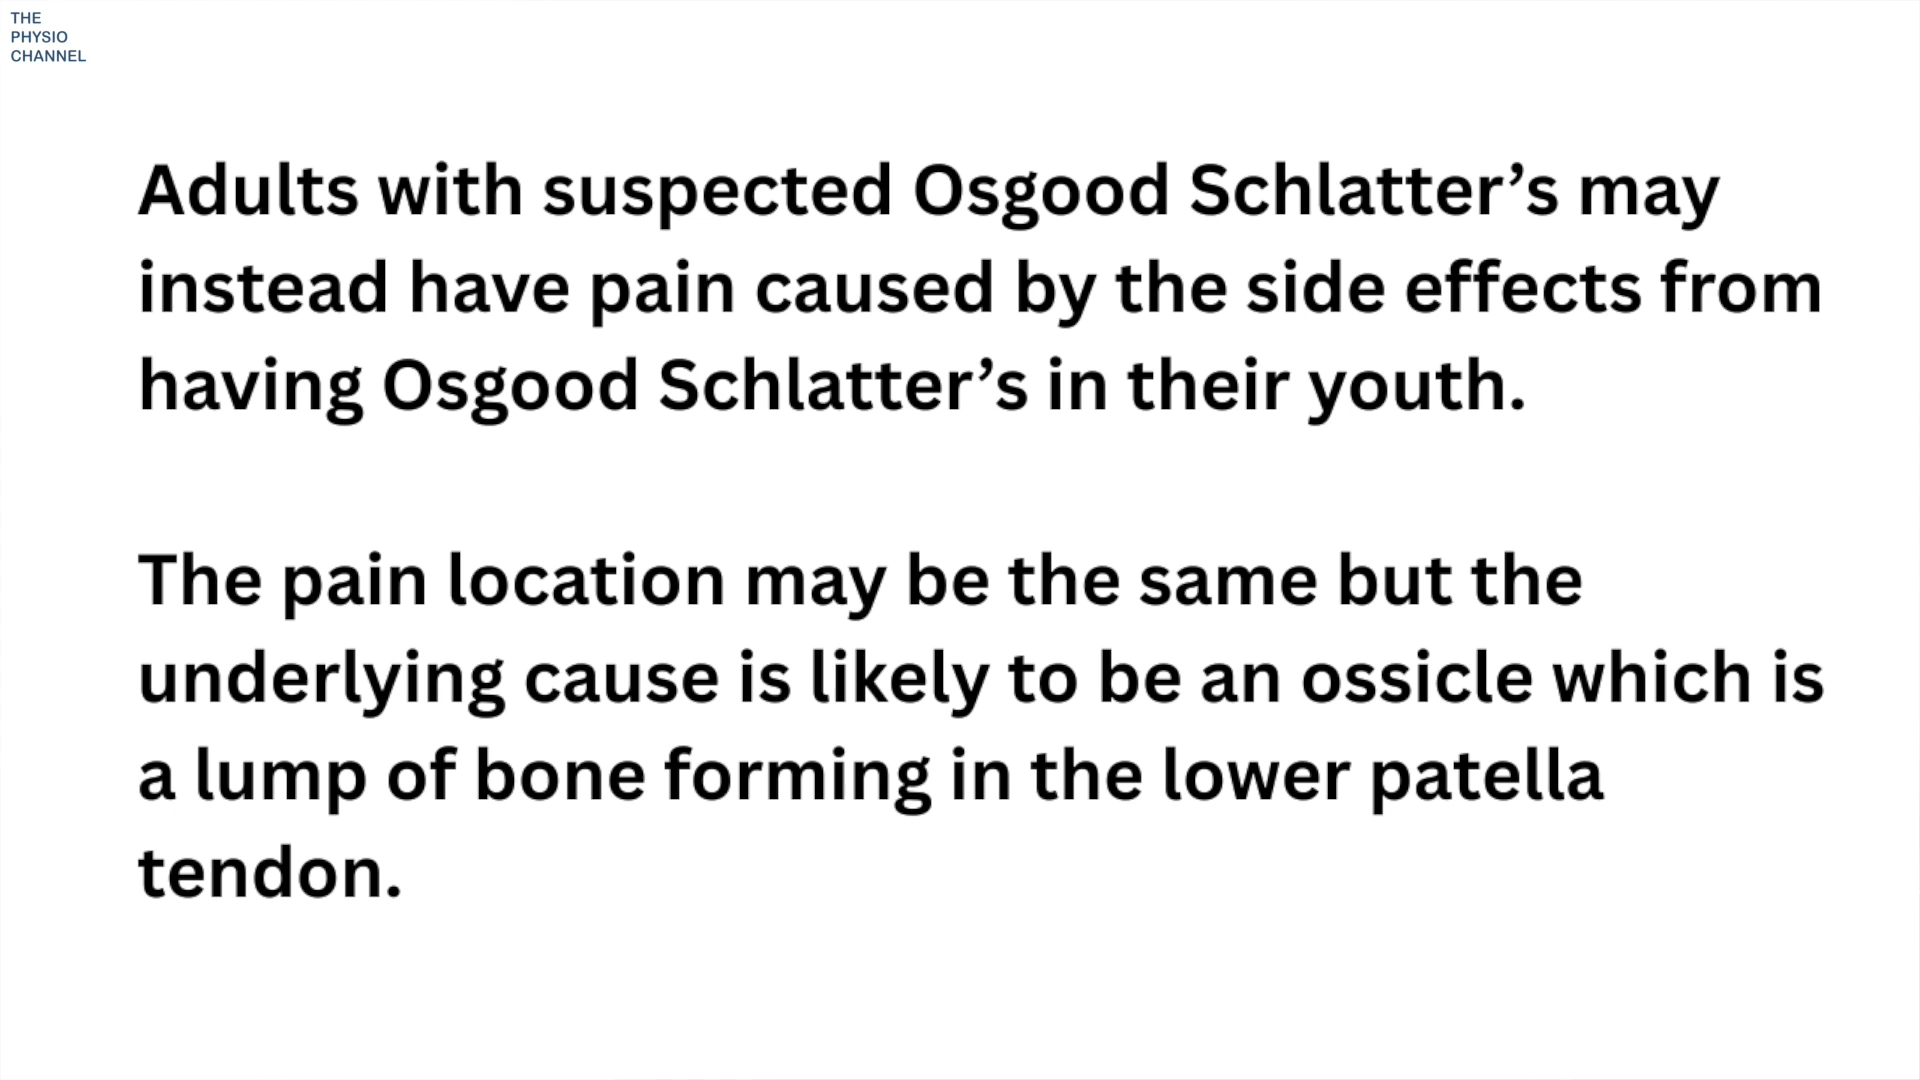 THE
PHYSIO
CHANNEL
Adults with suspected Osgood Schlatter’s may
instead have pain caused by the side effects from
having Osgood Schlatter’s in their youth.
The pain location may be the same but the
underlying cause is likely to be an ossicle which is
a lump of bone forming in the lower patella
tendon.